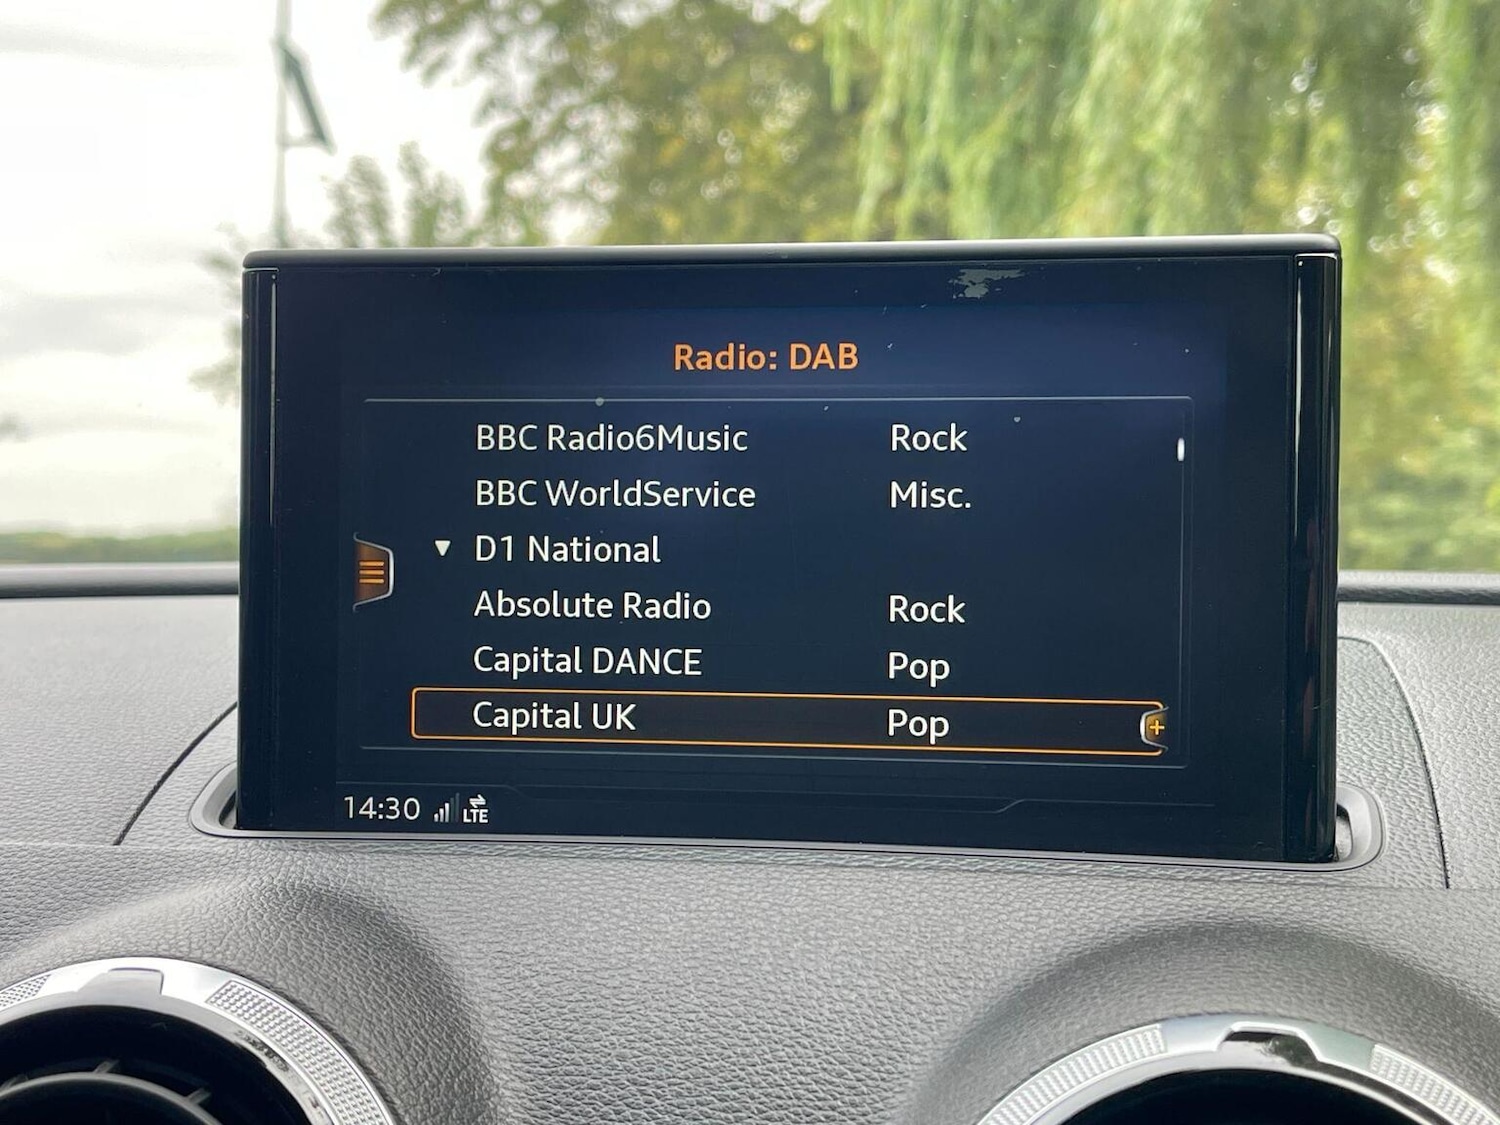 Radio: DAB
BBC Radio6Music Rock
BBC WorldService Misc.
D1 National
Absolute Radio Rock
Capital DANCE Pop
Capital UK Pop
14:30 LTE